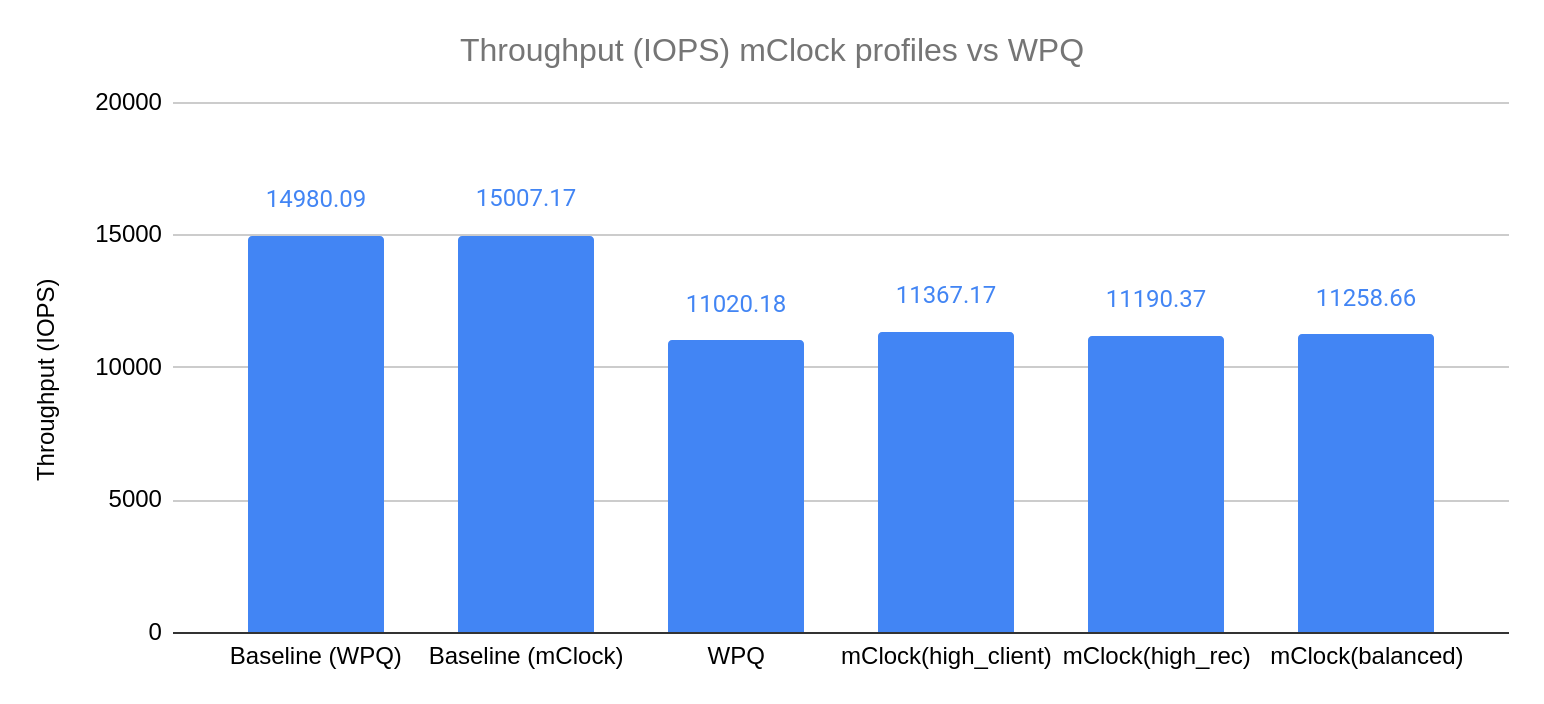 Throughput (IOPS) mClock profiles vs WPQ
Throughput (IOPS)
20000
15000
10000
5000
0
14980.09
15007.17
11020.18
11367.17
11190.37
11258.66
Baseline (WPQ)
Baseline (mClock)
WPQ
mClock(high_client)
mClock(high_rec)
mClock(balanced)